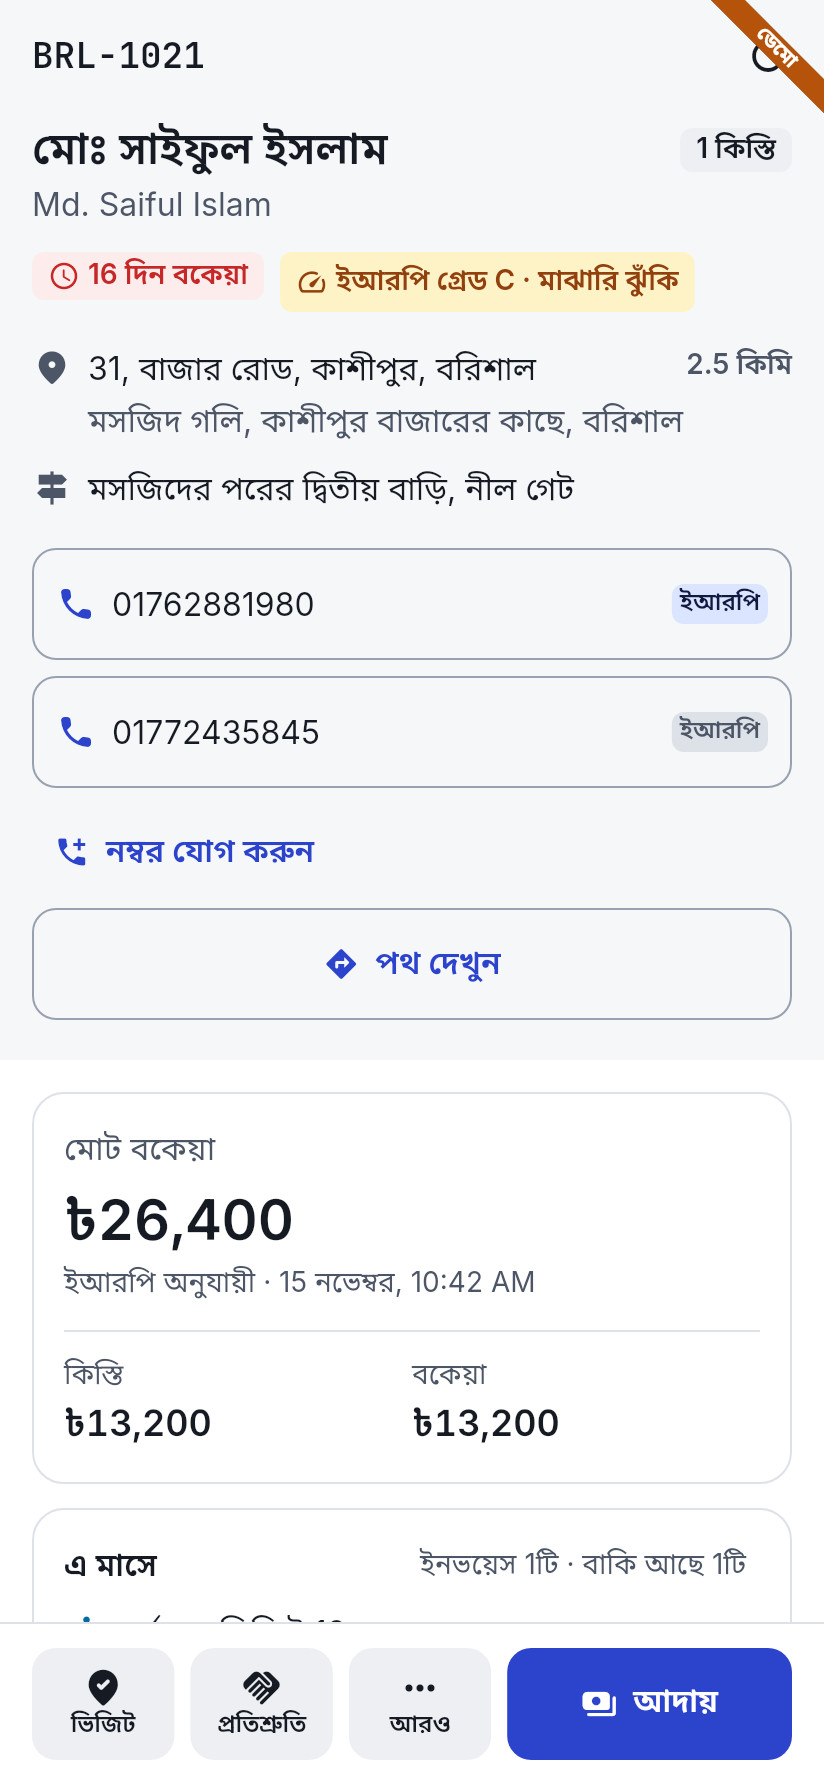 BRL-1021
ডেমো
মোঃ সাইফুল ইসলাম
1 কিস্তি
Md. Saiful Islam
16 দিন বকেয়া
ইআরপি গ্রেড C · মাঝারি ঝুঁকি
31, বাজার রোড, কাশীপুর, বরিশাল
2.5 কিমি
মসজিদ গলি, কাশীপুর বাজারের কাছে, বরিশাল
মসজিদের পরের দ্বিতীয় বাড়ি, নীল গেট
01762881980
ইআরপি
01772435845
ইআরপি
নম্বর যোগ করুন
পথ দেখুন
মোট বকেয়া
৳26,400
ইআরপি অনুযায়ী · 15 নভেম্বর, 10:42 AM
কিস্তি
বকেয়া
৳13,200
৳13,200
এ মাসে
ইনভয়েস 1টি · বাকি আছে 1টি
ভিজিট
প্রতিশ্রুতি
আরও
আদায়